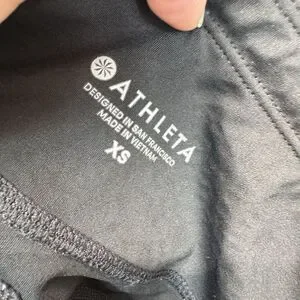 ATHLETA
DESIGNED IN SAN FRANCISCO
MADE IN VIETNAM
XS